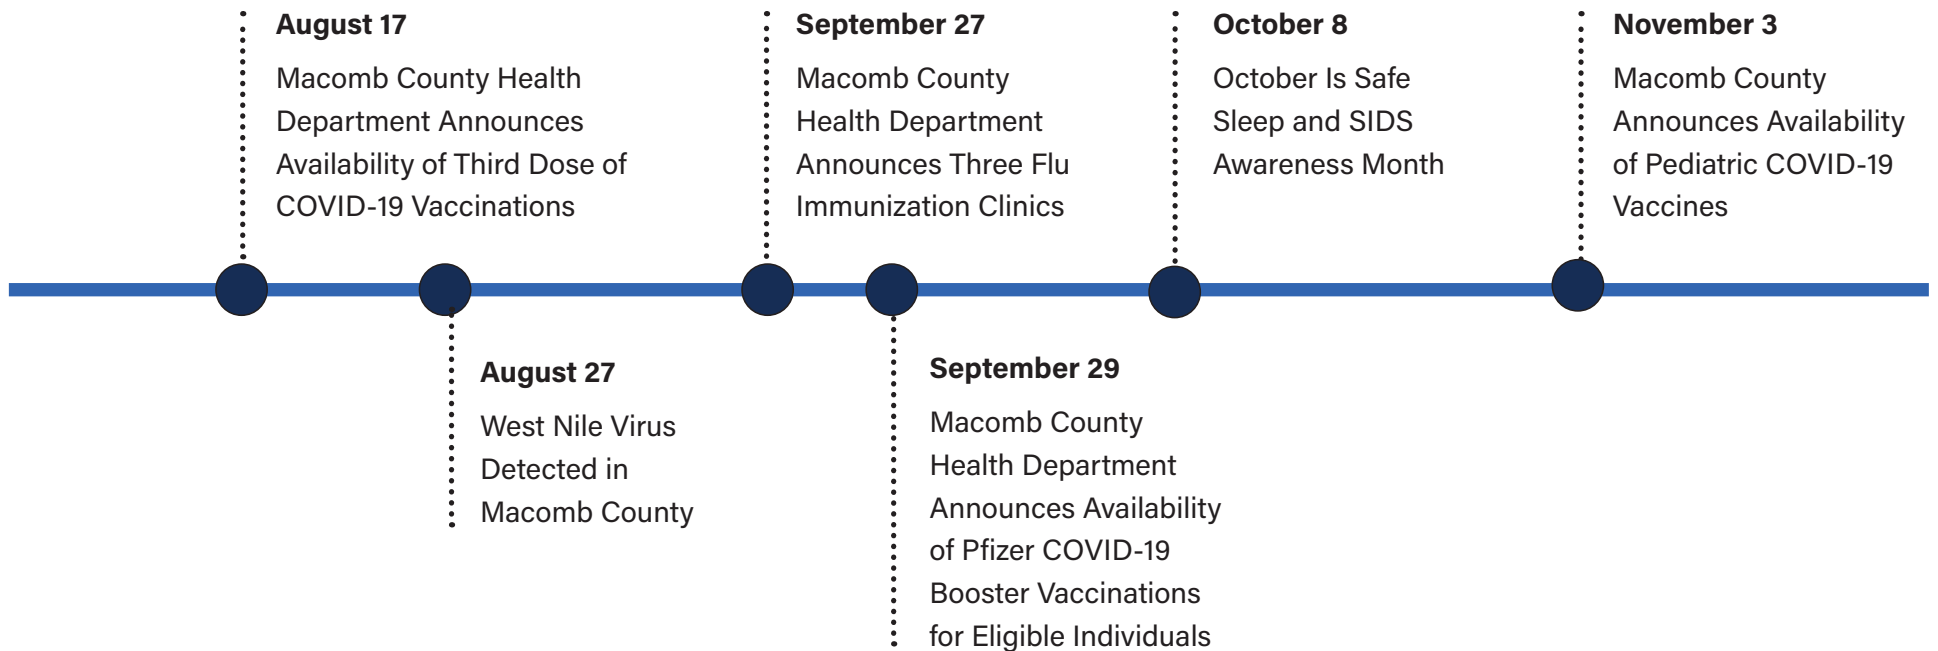 August 17
Macomb County Health
Department Announces
Availability of Third Dose of
COVID-19 Vaccinations
August 27
West Nile Virus
Detected in
Macomb County
September 27
Macomb County
Health Department
Announces Three Flu
Immunization Clinics
September 29
Macomb County
Health Department
Announces Availability
of Pfizer COVID-19
Booster Vaccinations
for Eligible Individuals
October 8
October Is Safe
Sleep and SIDS
Awareness Month
November 3
Macomb County
Announces Availability
of Pediatric COVID-19
Vaccines